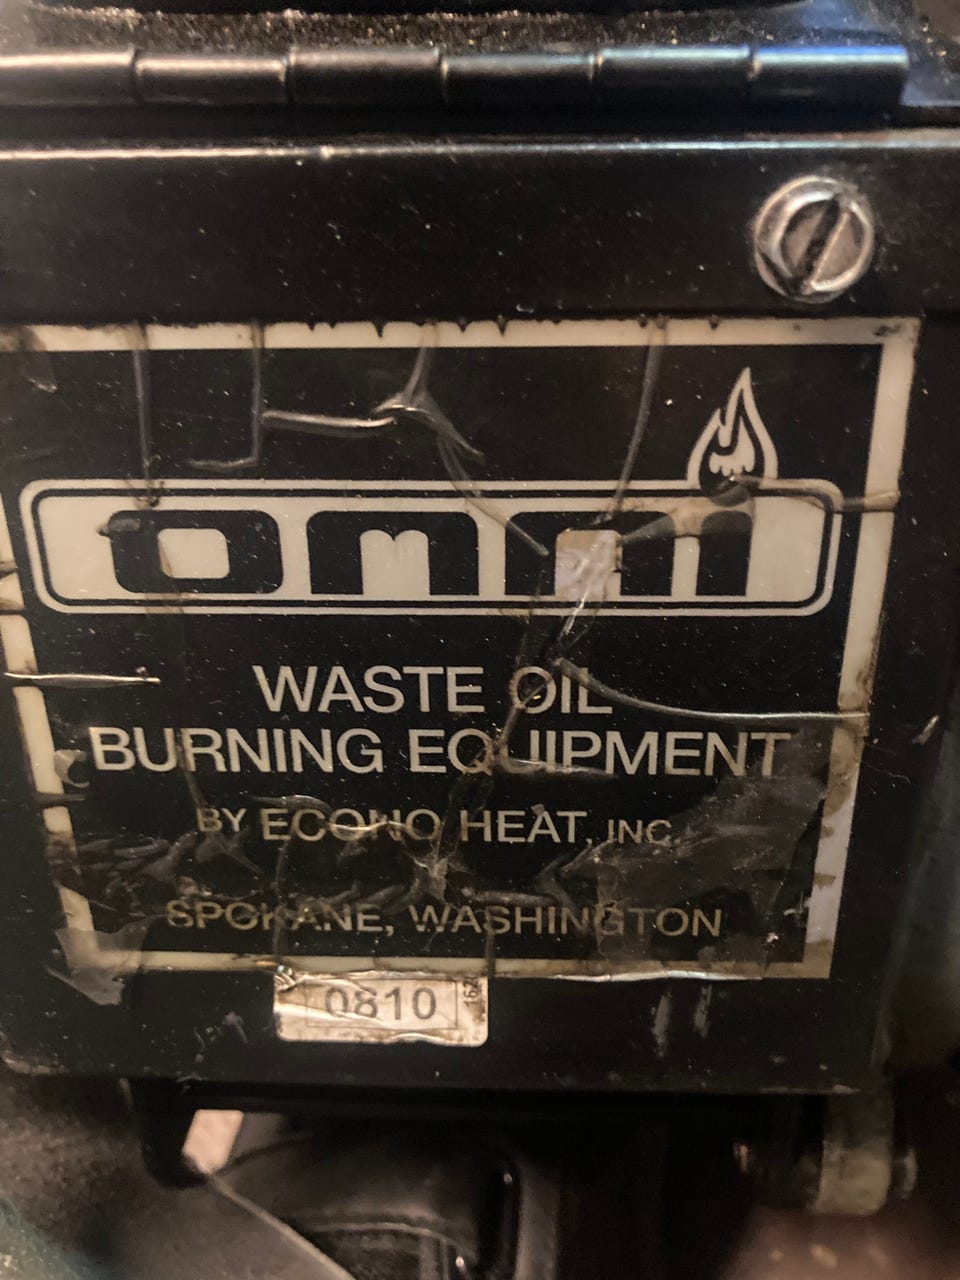 omni
WASTE OIL
BURNING EQUIPMENT
BY ECONO HEAT, INC.
SPOKANE, WASHINGTON
0810